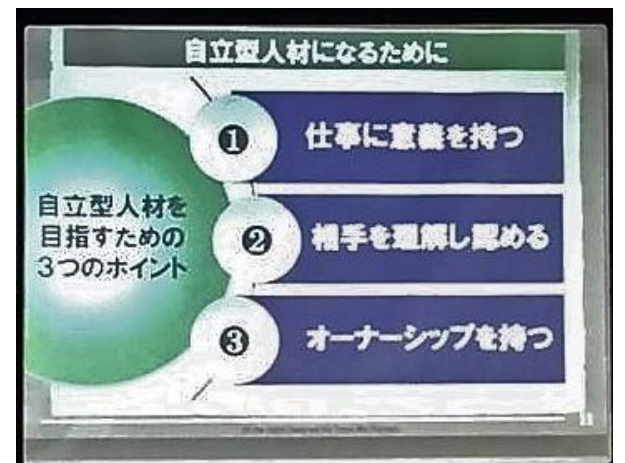 自立型人材になるために
自立型人材を
目指すための
3つのポイント
❶ 仕事に意義を持つ
❷ 相手を理解し認める
❸ オーナーシップを持つ
11